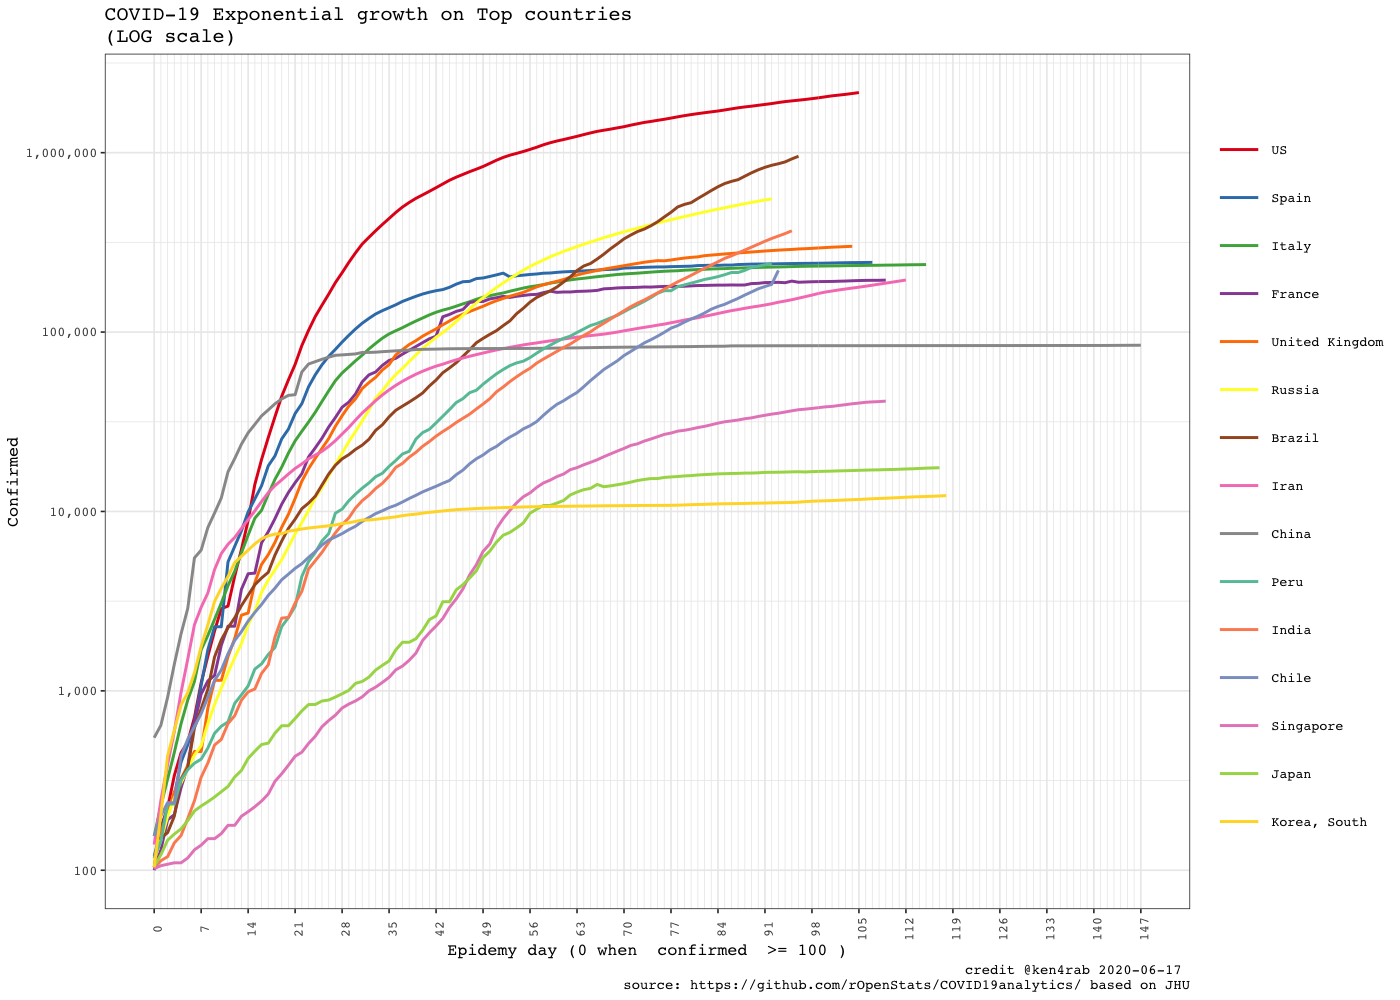 COVID-19 Exponential growth on Top countries
(LOG scale)
Confirmed
1,000,000
100,000
10,000
1,000
100
0 7 14 21 28 35 42 49 56 63 70 77 84 91 98 105 112 119 126 133 140 147
Epidemy day (0 when  confirmed  >= 100 )
US
Spain
Italy
France
United Kingdom
Russia
Brazil
Iran
China
Peru
India
Chile
Singapore
Japan
Korea, South
credit @ken4rab 2020-06-17
source: https://github.com/rOpenStats/COVID19analytics/ based on JHU